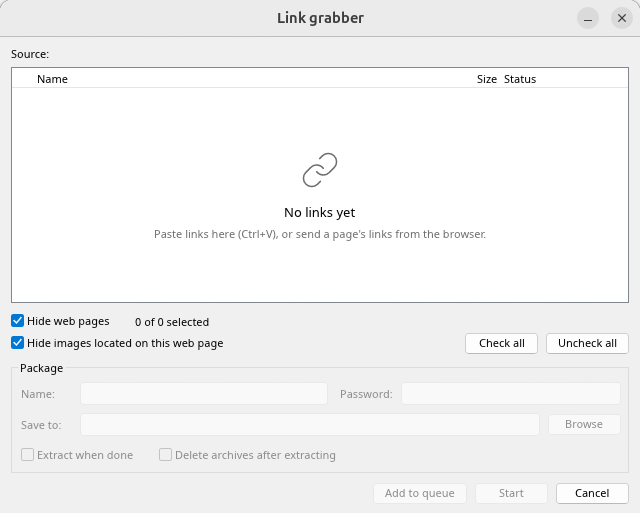 Link grabber
Source:
Name Size Status
No links yet
Paste links here (Ctrl+V), or send a page's links from the browser.
Hide web pages 0 of 0 selected
Hide images located on this web page Check all Uncheck all
Package
Name: Password:
Save to: Browse
Extract when done Delete archives after extracting
Add to queue Start Cancel